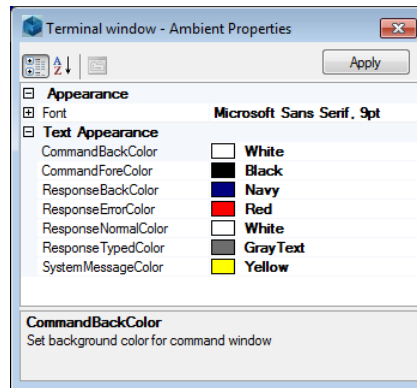 Terminal window - Ambient Properties
Apply
Appearance
Font Microsoft Sans Serif, 9pt
Text Appearance
CommandBackColor White
CommandForeColor Black
ResponseBackColor Navy
ResponseErrorColor Red
ResponseNormalColor White
ResponseTypedColor GrayText
SystemMessageColor Yellow
CommandBackColor
Set background color for command window